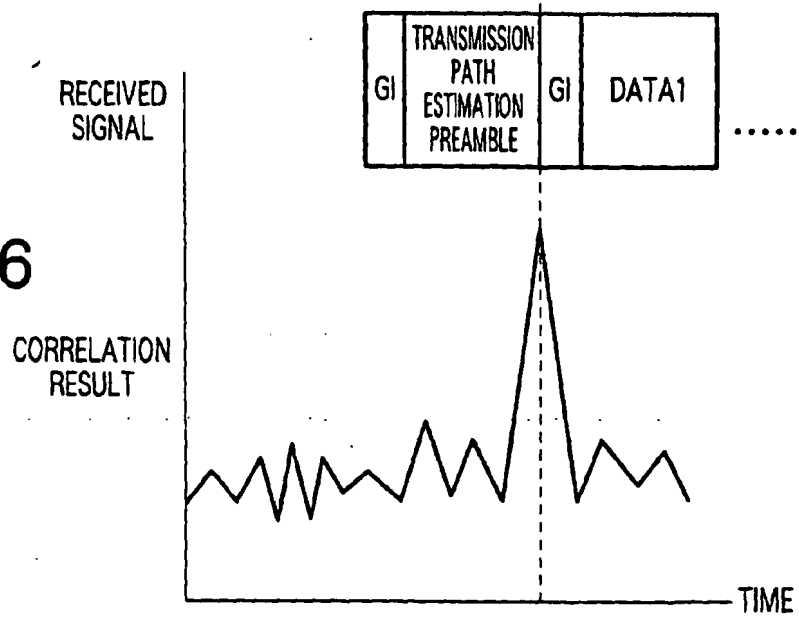 RECEIVED
SIGNAL
GI
TRANSMISSION
PATH
ESTIMATION
PREAMBLE
GI
DATA1
.....
6
CORRELATION
RESULT
TIME